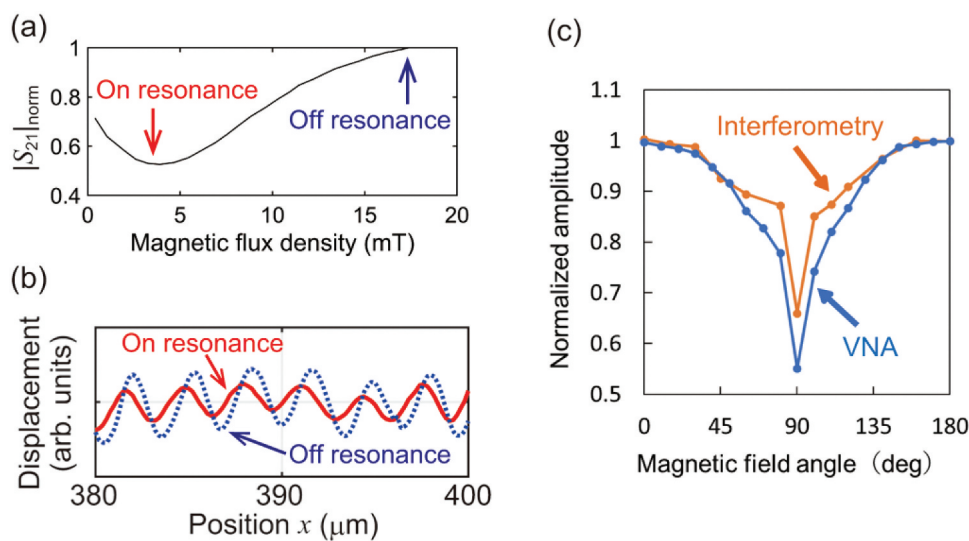 (a)
1
0.8
0.6
0.4
|S21|norm
On resonance
Off resonance
0
5
10
15
20
Magnetic flux density (mT)
(b)
Displacement
(arb. units)
On resonance
Off resonance
380
390
400
Position x (μm)
(c)
1.1
1
0.9
0.8
0.7
0.6
0.5
Normalized amplitude
Interferometry
VNA
0
45
90
135
180
Magnetic field angle（deg）